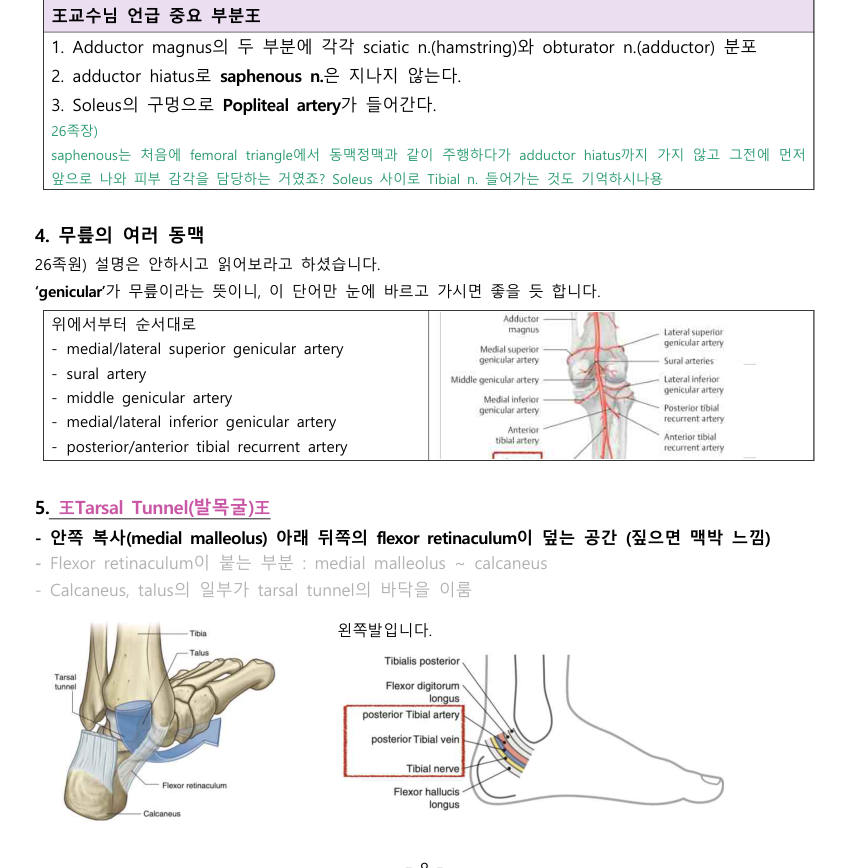 王교수님 언급 중요 부분王
1. Adductor magnus의 두 부분에 각각 sciatic n.(hamstring)와 obturator n.(adductor) 분포
2. adductor hiatus로 saphenous n.은 지나지 않는다.
3. Soleus의 구멍으로 Popliteal artery가 들어간다.
26족장)
saphenous는 처음에 femoral triangle에서 동맥정맥과 같이 주행하다가 adductor hiatus까지 가지 않고 그전에 먼저
앞으로 나와 피부 감각을 담당하는 거였죠? Soleus 사이로 Tibial n. 들어가는 것도 기억하시나용
4. 무릎의 여러 동맥
26족원) 설명은 안하시고 읽어보라고 하셨습니다.
‘genicular’가 무릎이라는 뜻이니, 이 단어만 눈에 바르고 가시면 좋을 듯 합니다.
위에서부터 순서대로
- medial/lateral superior genicular artery
- sural artery
- middle genicular artery
- medial/lateral inferior genicular artery
- posterior/anterior tibial recurrent artery
Adductor
magnus
Medial superior
genicular artery
Middle genicular artery
Medial inferior
genicular artery
Anterior
tibial artery
Lateral superior
genicular artery
Sural arteries
Lateral inferior
genicular artery
Posterior tibial
recurrent artery
Anterior tibial
recurrent artery
5. 王Tarsal Tunnel(발목굴)王
- 안쪽 복사(medial malleolus) 아래 뒤쪽의 flexor retinaculum이 덮는 공간 (짚으면 맥박 느낌)
- Flexor retinaculum이 붙는 부분 : medial malleolus ~ calcaneus
- Calcaneus, talus의 일부가 tarsal tunnel의 바닥을 이룸
Tibia
Talus
Tarsal
tunnel
Flexor retinaculum
Calcaneus
왼쪽발입니다.
Tibialis posterior
Flexor digitorum
longus
posterior Tibial artery
posterior Tibial vein
Tibial nerve
Flexor hallucis
longus